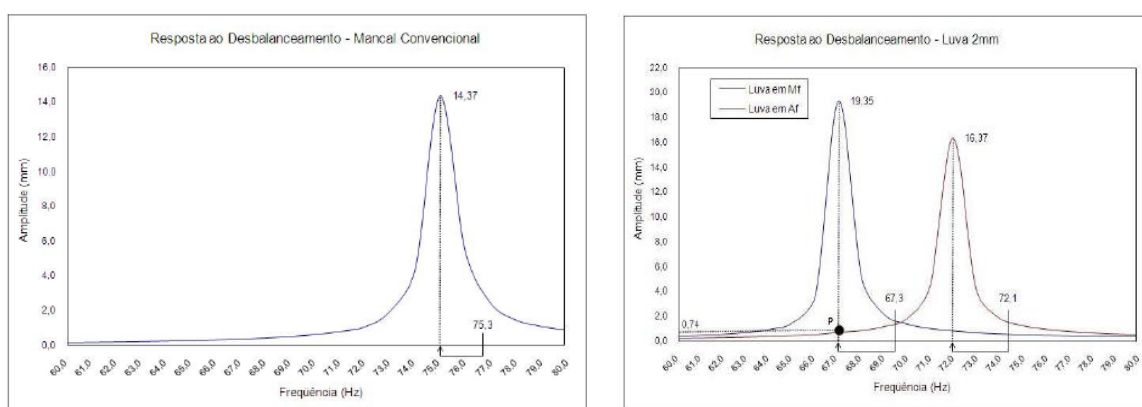 Resposta ao Desbalanceamento - Mancal Convencional
Amplitude (mm)
16,0
14,0
12,0
10,0
8,0
6,0
4,0
2,0
0,0
14,37
75,3
60,0 61,0 62,0 63,0 64,0 65,0 66,0 67,0 68,0 69,0 70,0 71,0 72,0 73,0 74,0 75,0 76,0 77,0 78,0 79,0 80,0
Freqüência (Hz)
Resposta ao Desbalanceamento - Luva 2mm
Amplitude (mm)
22,0
20,0
18,0
16,0
14,0
12,0
10,0
8,0
6,0
4,0
2,0
0,0
Luva em Mf
Luva em Af
19,35
16,37
67,3
72,1
0,74
P
60,0 61,0 62,0 63,0 64,0 65,0 66,0 67,0 68,0 69,0 70,0 71,0 72,0 73,0 74,0 75,0 76,0 77,0 78,0 79,0 80,0
Freqüência (Hz)